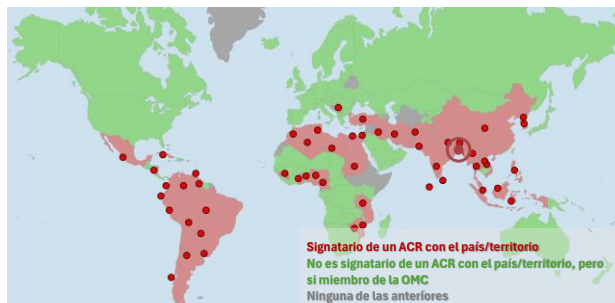 Signatario de un ACR con el país/territorio
No es signatario de un ACR con el país/territorio, pero
si miembro de la OMC
Ninguna de las anteriores